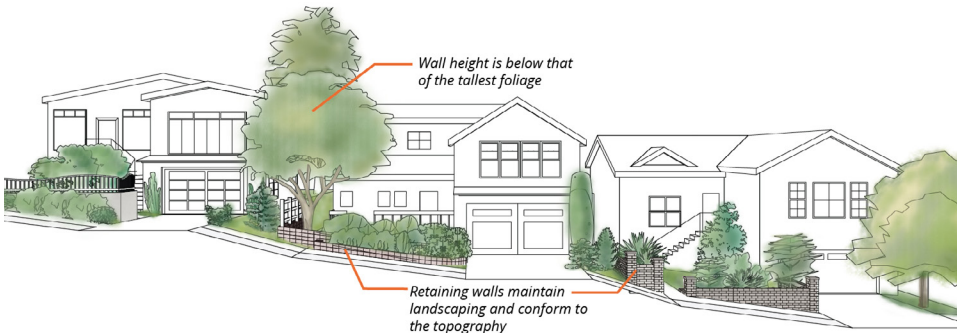 Wall height is below that
of the tallest foliage
Retaining walls maintain
landscaping and conform to
the topography